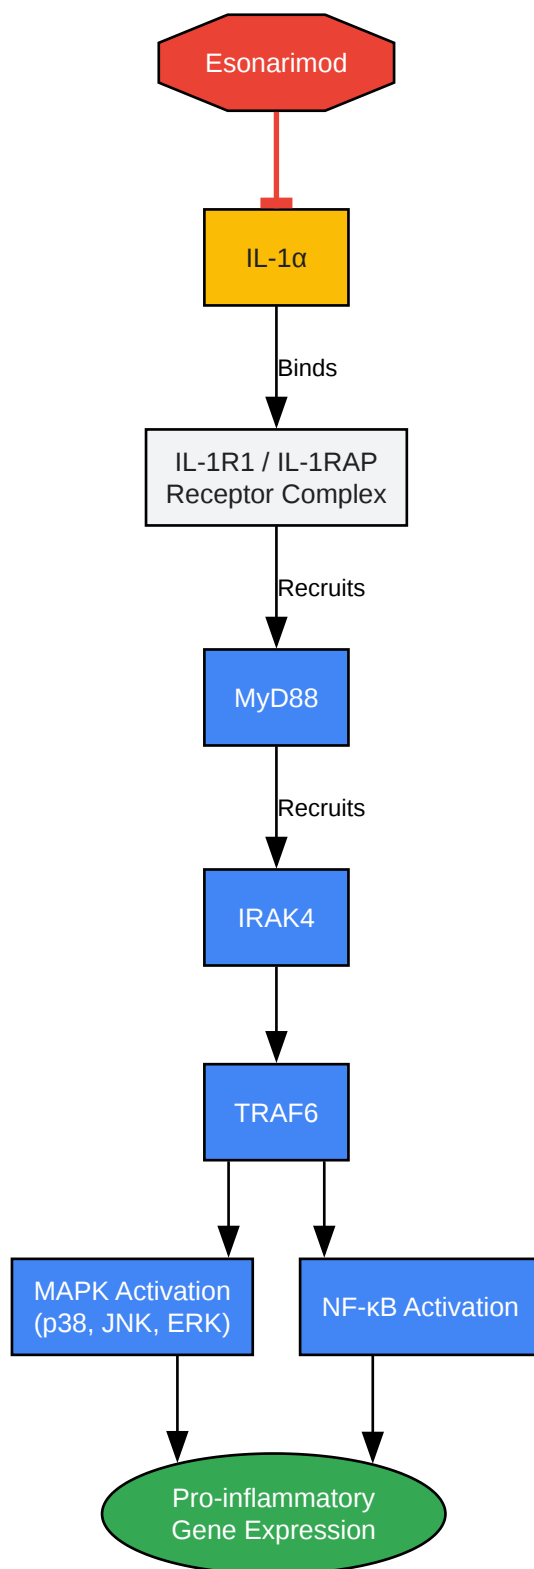 Esonarimod
IL-1α
Binds
IL-1R1 / IL-1RAP
Receptor Complex
Recruits
MyD88
Recruits
IRAK4
TRAF6
MAPK Activation
(p38, JNK, ERK)
NF-κB Activation
Pro-inflammatory
Gene Expression